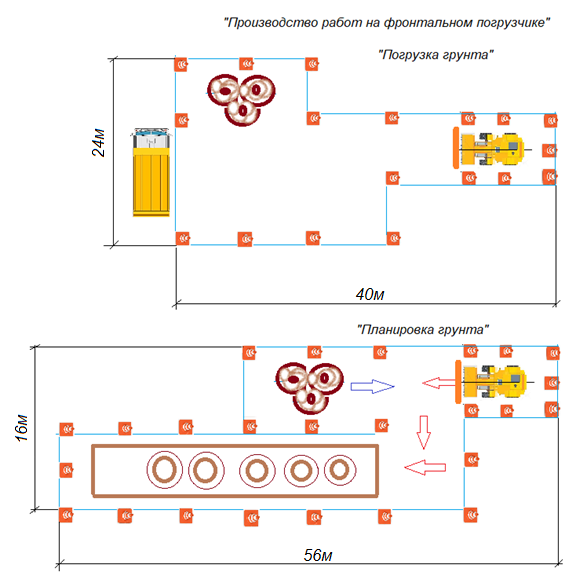 "Производство работ на фронтальном погрузчике"
"Погрузка грунта"
24м
40м
"Планировка грунта"
16м
56м